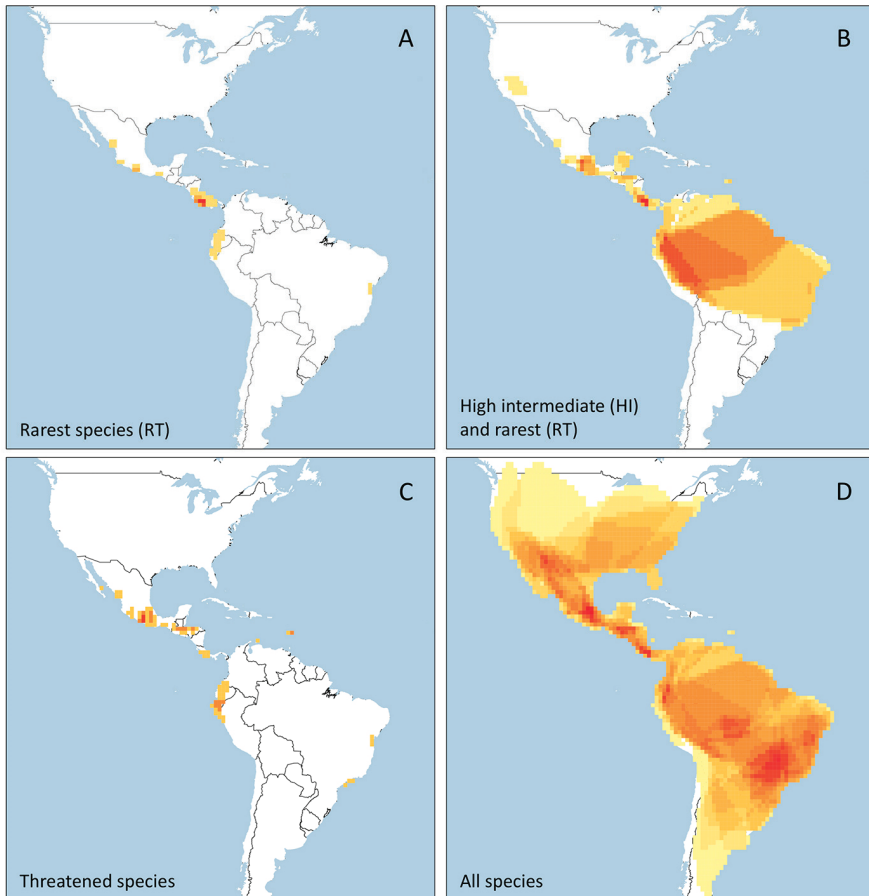 A
Rarest species (RT)
B
High intermediate (HI)
and rarest (RT)
C
Threatened species
D
All species